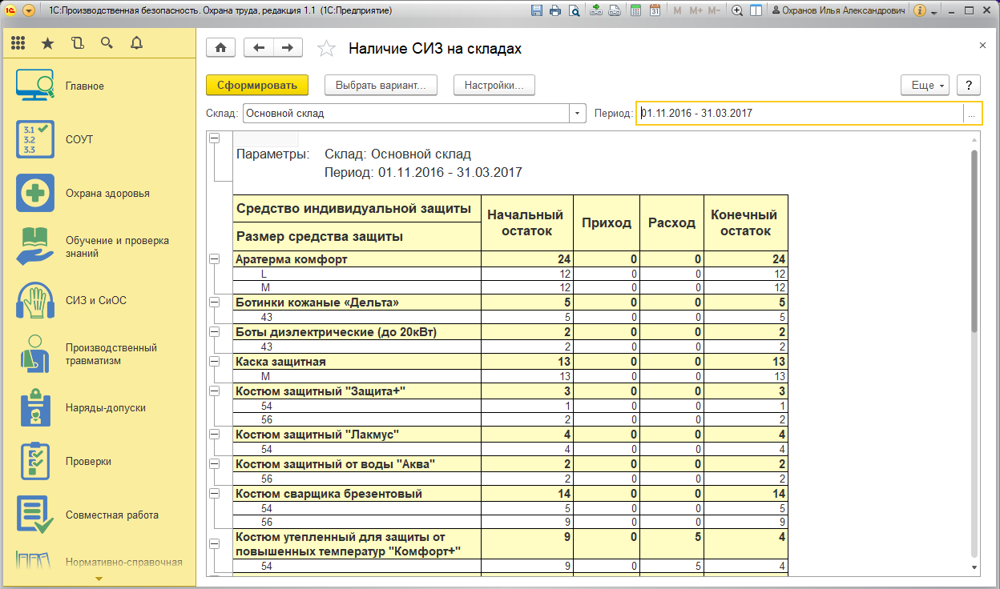 1С:Производственная безопасность. Охрана труда, редакция 1.1 (1С:Предприятие)
M M+ M-
Охранов Илья Александрович
Главное
3.1
3.2
3.3
СОУТ
Охрана здоровья
Обучение и проверка
знаний
СИЗ и СиОС
Производственный
травматизм
Наряды-допуски
Проверки
Совместная работа
Нормативно-справочная
Наличие СИЗ на складах
Сформировать
Выбрать вариант...
Настройки...
Еще
?
Склад: Основной склад
Период: 01.11.2016 - 31.03.2017
...
Параметры: Склад: Основной склад
Период: 01.11.2016 - 31.03.2017
Средство индивидуальной защиты
Размер средства защиты
Начальный
остаток
Приход
Расход
Конечный
остаток
Аратерма комфорт 24 0 0 24
L 12 0 0 12
M 12 0 0 12
Ботинки кожаные «Дельта» 5 0 0 5
43 5 0 0 5
Боты диэлектрические (до 20кВт) 2 0 0 2
43 2 0 0 2
Каска защитная 13 0 0 13
M 13 0 0 13
Костюм защитный "Защита+" 3 0 0 3
54 1 0 0 1
56 2 0 0 2
Костюм защитный "Лакмус" 4 0 0 4
54 4 0 0 4
Костюм защитный от воды "Аква" 2 0 0 2
56 2 0 0 2
Костюм сварщика брезентовый 14 0 0 14
54 5 0 0 5
56 9 0 0 9
Костюм утепленный для защиты от 9 0 5 4
повышенных температур "Комфорт+"
54 9 0 5 4